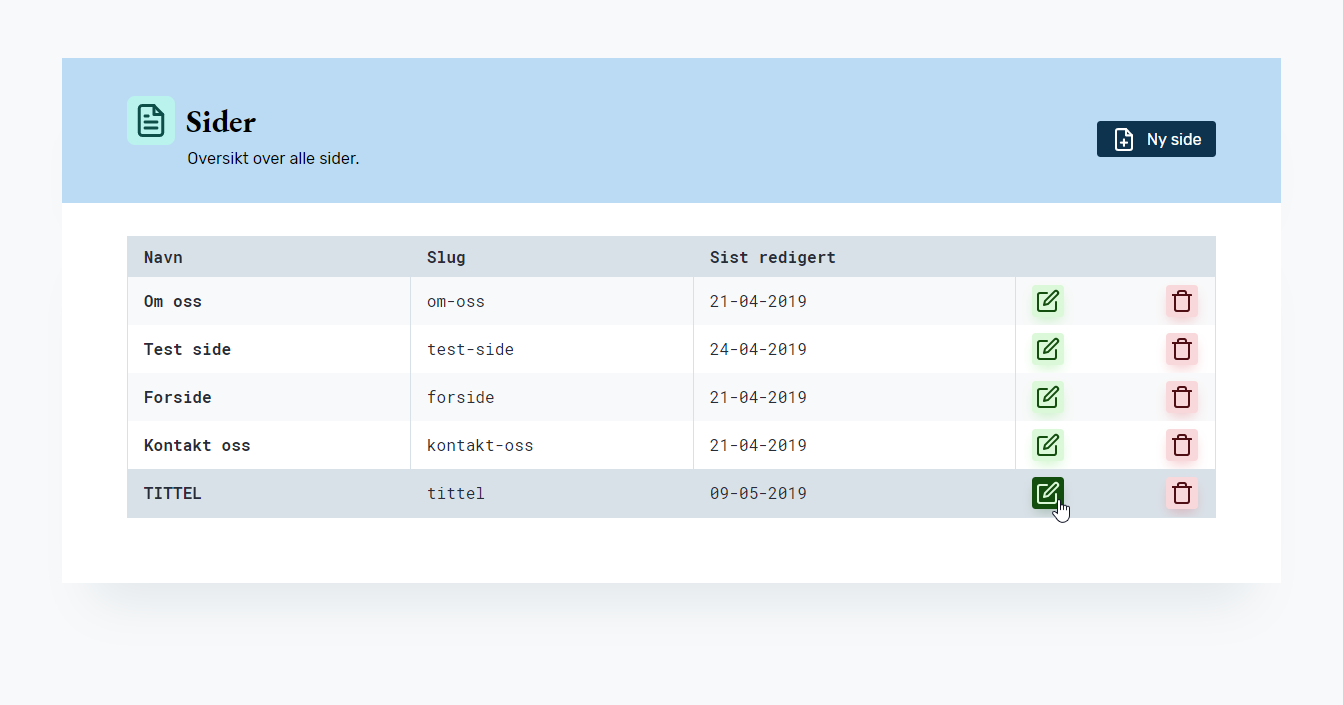 Sider
Oversikt over alle sider.
Ny side
Navn Slug Sist redigert
Om oss om-oss 21-04-2019
Test side test-side 24-04-2019
Forside forside 21-04-2019
Kontakt oss kontakt-oss 21-04-2019
TITTEL tittel 09-05-2019